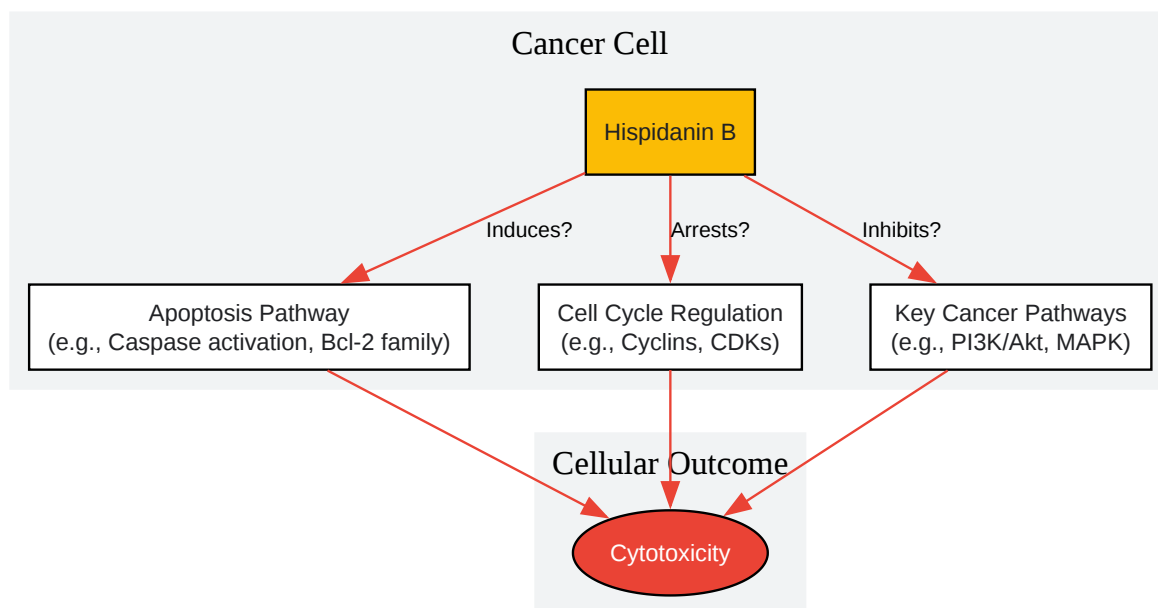 Cancer Cell
Hispidanin B
Induces?
Arrests?
Inhibits?
Apoptosis Pathway
(e.g., Caspase activation, Bcl-2 family)
Cell Cycle Regulation
(e.g., Cyclins, CDKs)
Key Cancer Pathways
(e.g., PI3K/Akt, MAPK)
Cellular Outcome
Cytotoxicity